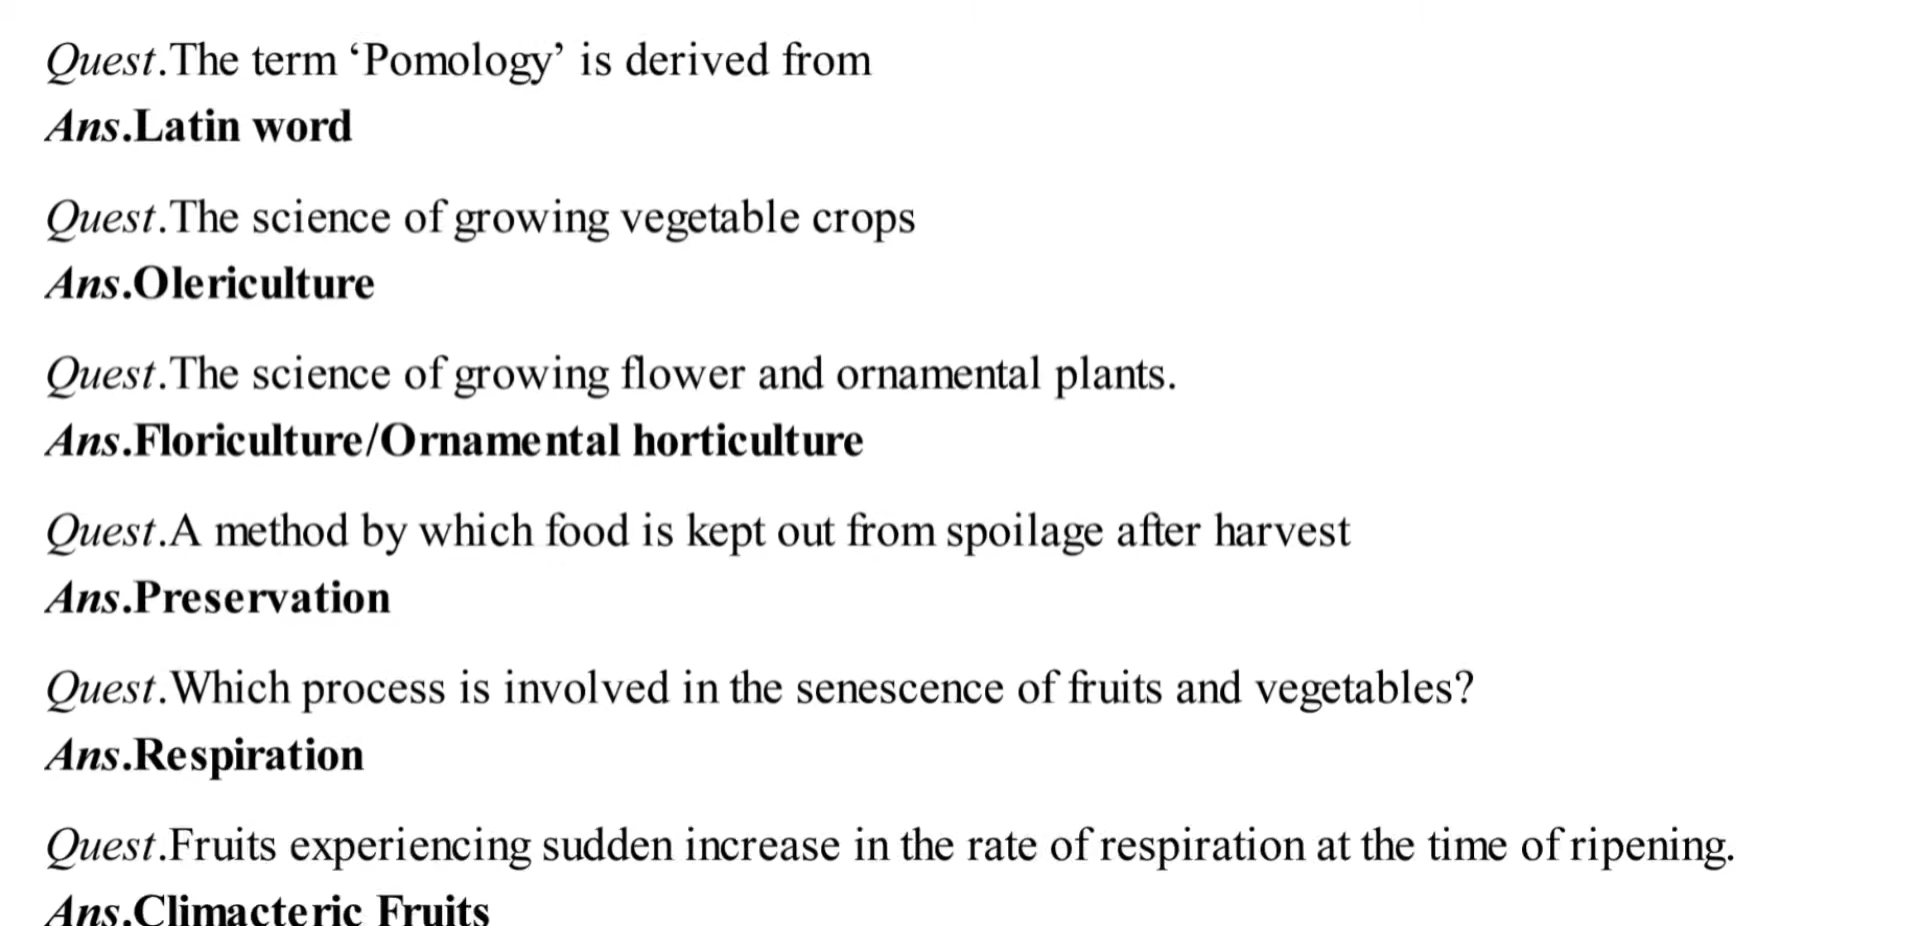 Quest.The term ‘Pomology’ is derived from
Ans.Latin word
Quest.The science of growing vegetable crops
Ans.Olericulture
Quest.The science of growing flower and ornamental plants.
Ans.Floriculture/Ornamental horticulture
Quest.A method by which food is kept out from spoilage after harvest
Ans.Preservation
Quest.Which process is involved in the senescence of fruits and vegetables?
Ans.Respiration
Quest.Fruits experiencing sudden increase in the rate of respiration at the time of ripening.
Ans.Climacteric Fruits